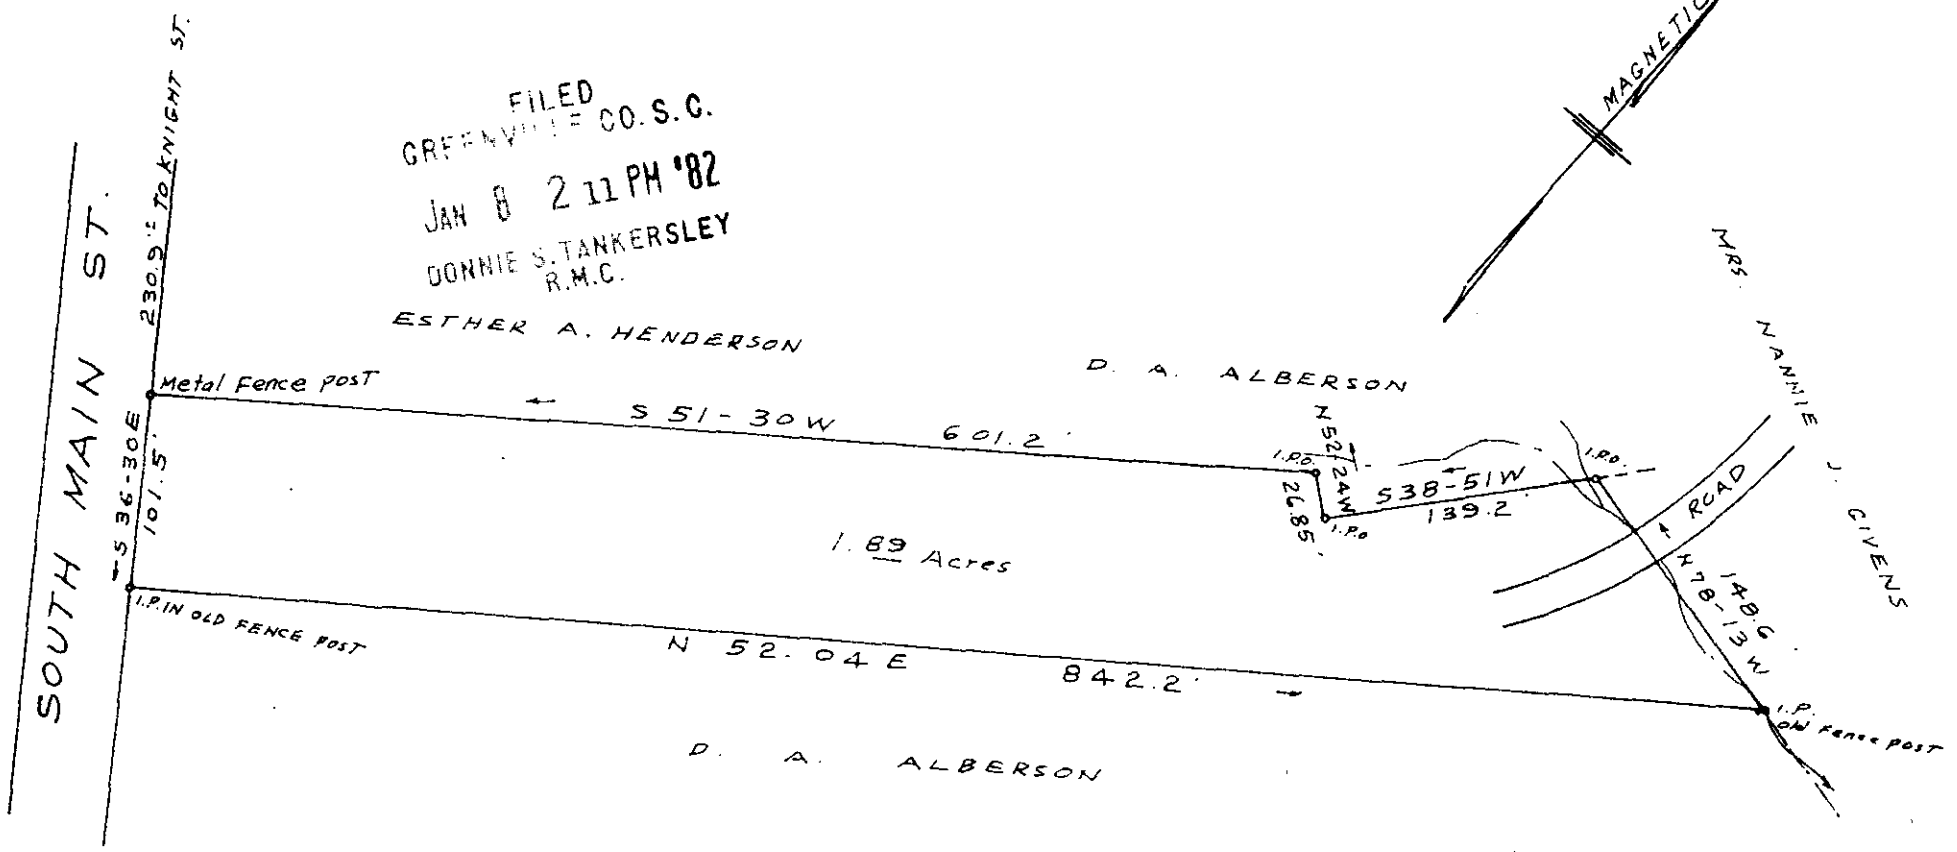 MAGNETIC
FILED
GREENVILLE CO. S. C.
JAN 8 2 11 PM '82
DONNIE S. TANKERSLEY
R.M.C.
SOUTH MAIN ST.
230.9'± TO KNIGHT ST.
ESTHER A. HENDERSON
D. A. ALBERSON
MRS. NANNIE J. GIVENS
Metal Fence post
S 51-30 W 601.2'
S 36-30 E
101.5'
I.P.O.
N 52-24 W
26.85'
I.P.O
S 38-51 W
139.2'
I.P.O.
ROAD
148.6
N 78-13 W
1.89 Acres
I.P. IN OLD FENCE POST
N 52.04 E 842.2'
I.P.
Old Fence post
D. A. ALBERSON